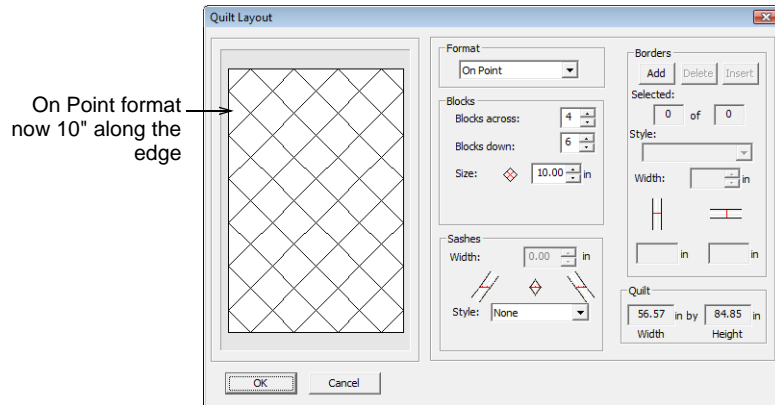 Quilt Layout
On Point format
now 10" along the
edge
Format
On Point
Blocks
Blocks across:
4
Blocks down:
6
Size:
10.00
in
Sashes
Width:
0.00
in
Style:
None
Borders
Add
Delete
Insert
Selected:
0
of
0
Style:
Width:
in
in
in
Quilt
56.57
in by
84.85
in
Width
Height
OK
Cancel